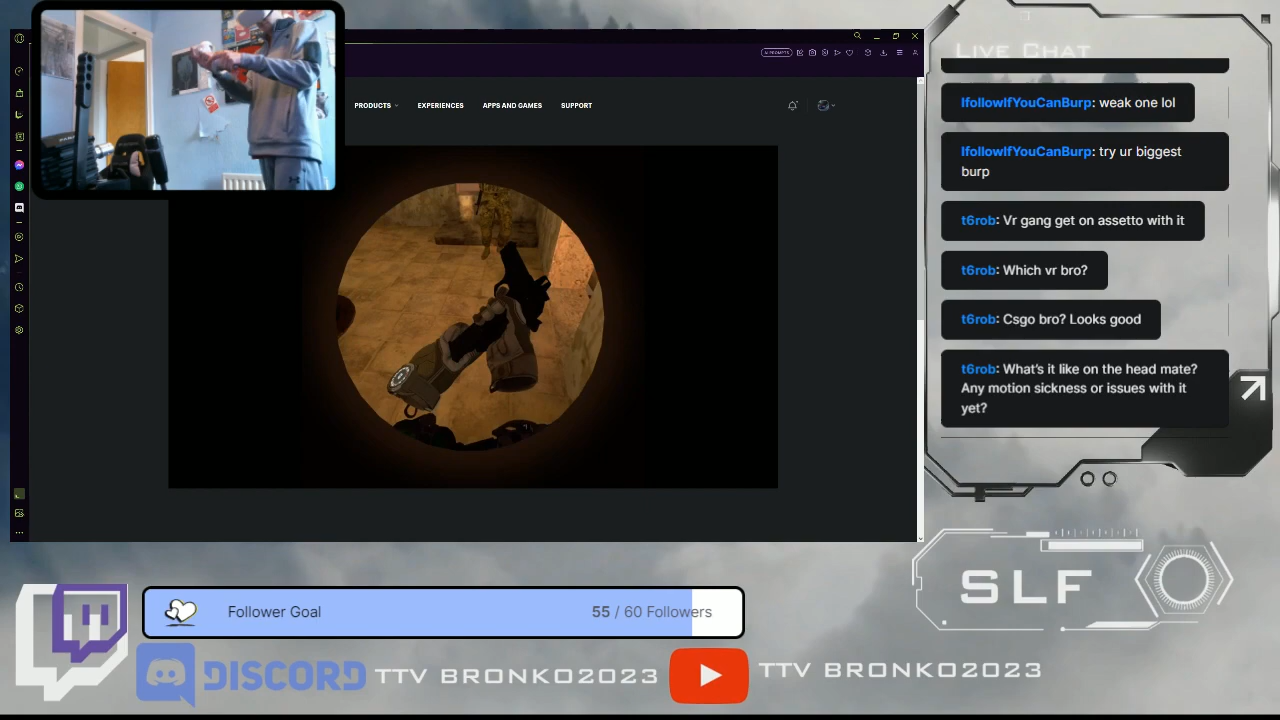 AI PROMPTS
PRODUCTS
EXPERIENCES
APPS AND GAMES
SUPPORT
LIVE CHAT
IfollowIfYouCanBurp: weak one lol
IfollowIfYouCanBurp: try ur biggest
burp
t6rob: Vr gang get on assetto with it
t6rob: Which vr bro?
t6rob: Csgo bro? Looks good
t6rob: What's it like on the head mate?
Any motion sickness or issues with it
yet?
SLF
Follower Goal
55 / 60 Followers
DISCORD
TTV BRONKO2023
TTV BRONKO2023